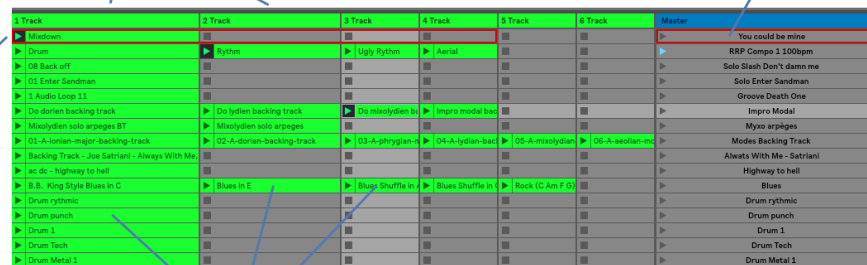 1 Track 2 Track 3 Track 4 Track 5 Track 6 Track Master
Mixdown You could be mine
Drum Rythm Ugly Rythm Aerial RRP Compo 1 100bpm
08 Back off Solo Slash Don't damn me
01 Enter Sandman Solo Enter Sandman
1 Audio Loop 11 Groove Death One
Do dorien backing track Do lydien backing track Do mixolydien ba Impro modal bac Impro Modal
Mixolydien solo arpeges BT Mixolydien solo arpeges Myxo arpèges
01-A-ionian-major-backing-track 02-A-dorian-backing-track 03-A-phrygian-m 04-A-lydian-back 05-A-mixolydian 06-A-aeolian-mo Modes Backing Track
Backing Track - Joe Satriani - Always With Me, Alwats With Me - Satriani
ac dc - highway to hell Highway to hell
B.B. King Style Blues in C Blues in E Blues Shuffle in Blues Shuffle in Rock (C Am F G) Blues
Drum rythmic Drum rythmic
Drum punch Drum punch
Drum 1 Drum 1
Drum Tech Drum Tech
Drum Metal 1 Drum Metal 1